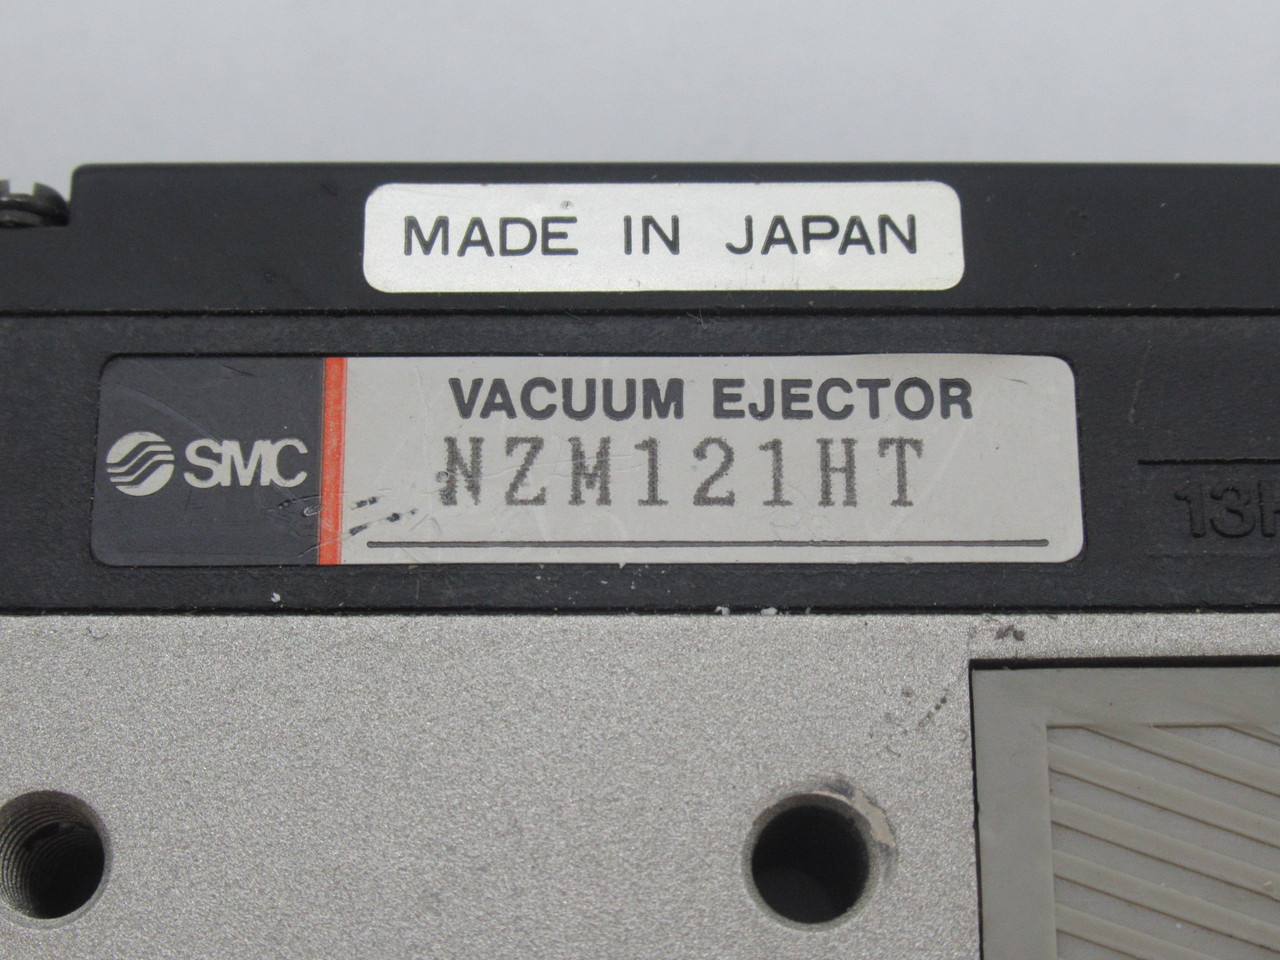 MADE IN JAPAN
VACUUM EJECTOR
SMC
NZM121HT